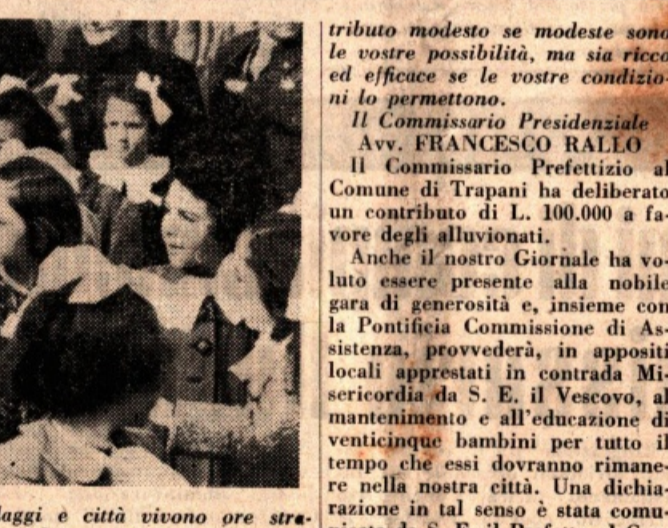 tributo modesto se modeste sono
le vostre possibilità, ma sia ricco
ed efficace se le vostre condizio-
ni lo permettono.
Il Commissario Presidenziale
Avv. FRANCESCO RALLO
Il Commissario Prefettizio al
Comune di Trapani ha deliberato
un contributo di L. 100.000 a fa-
vore degli alluvionati.
Anche il nostro Giornale ha vo-
luto essere presente alla nobile
gara di generosità e, insieme con
la Pontificia Commissione di As-
sistenza, provvederà, in appositi
locali apprestati in contrada Mi-
sericordia da S. E. il Vescovo, al
mantenimento e all'educazione di
venticinque bambini per tutto il
tempo che essi dovranno rimane-
re nella nostra città. Una dichia-
razione in tal senso è stata comu-
laggi e città vivono ore stra-